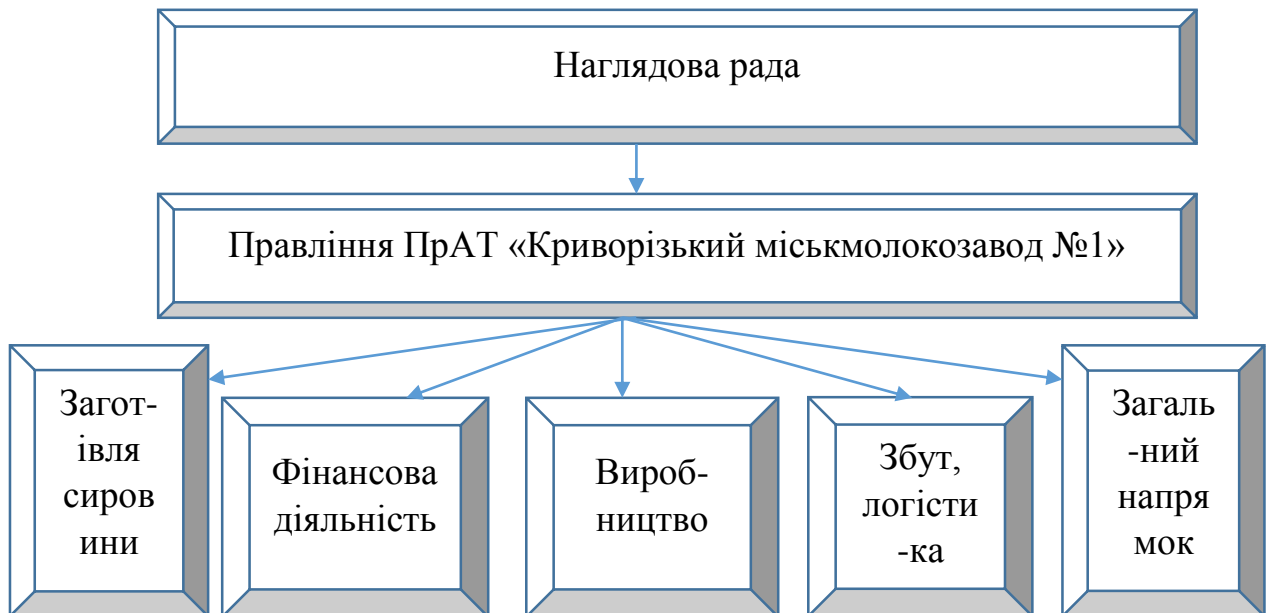 Наглядова рада
Правління ПрАТ «Криворізький міськмолокозавод №1»
Загот-
івля
сиров
ини
Фінансова
діяльність
Вироб-
ництво
Збут,
логісти
-ка
Загаль
-ний
напря
мок